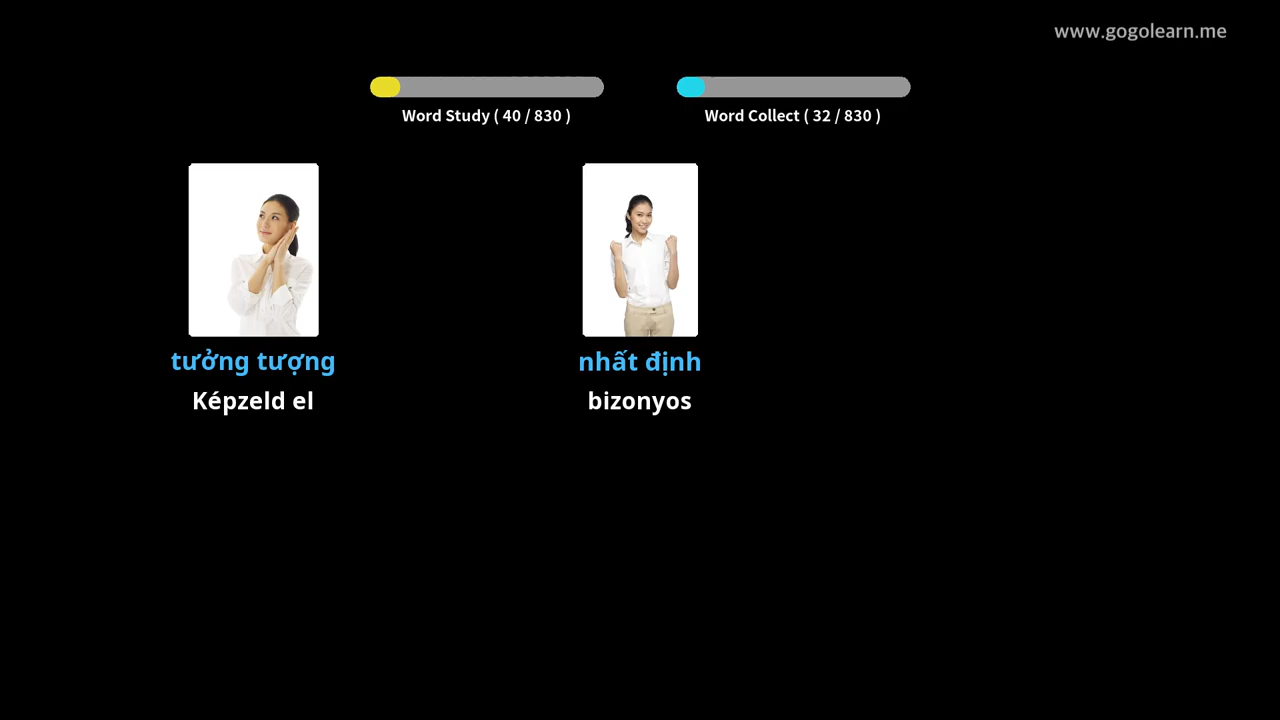 www.gogolearn.me
Word Study ( 40 / 830 )
Word Collect ( 32 / 830 )
tưởng tượng
Képzeld el
nhất định
bizonyos